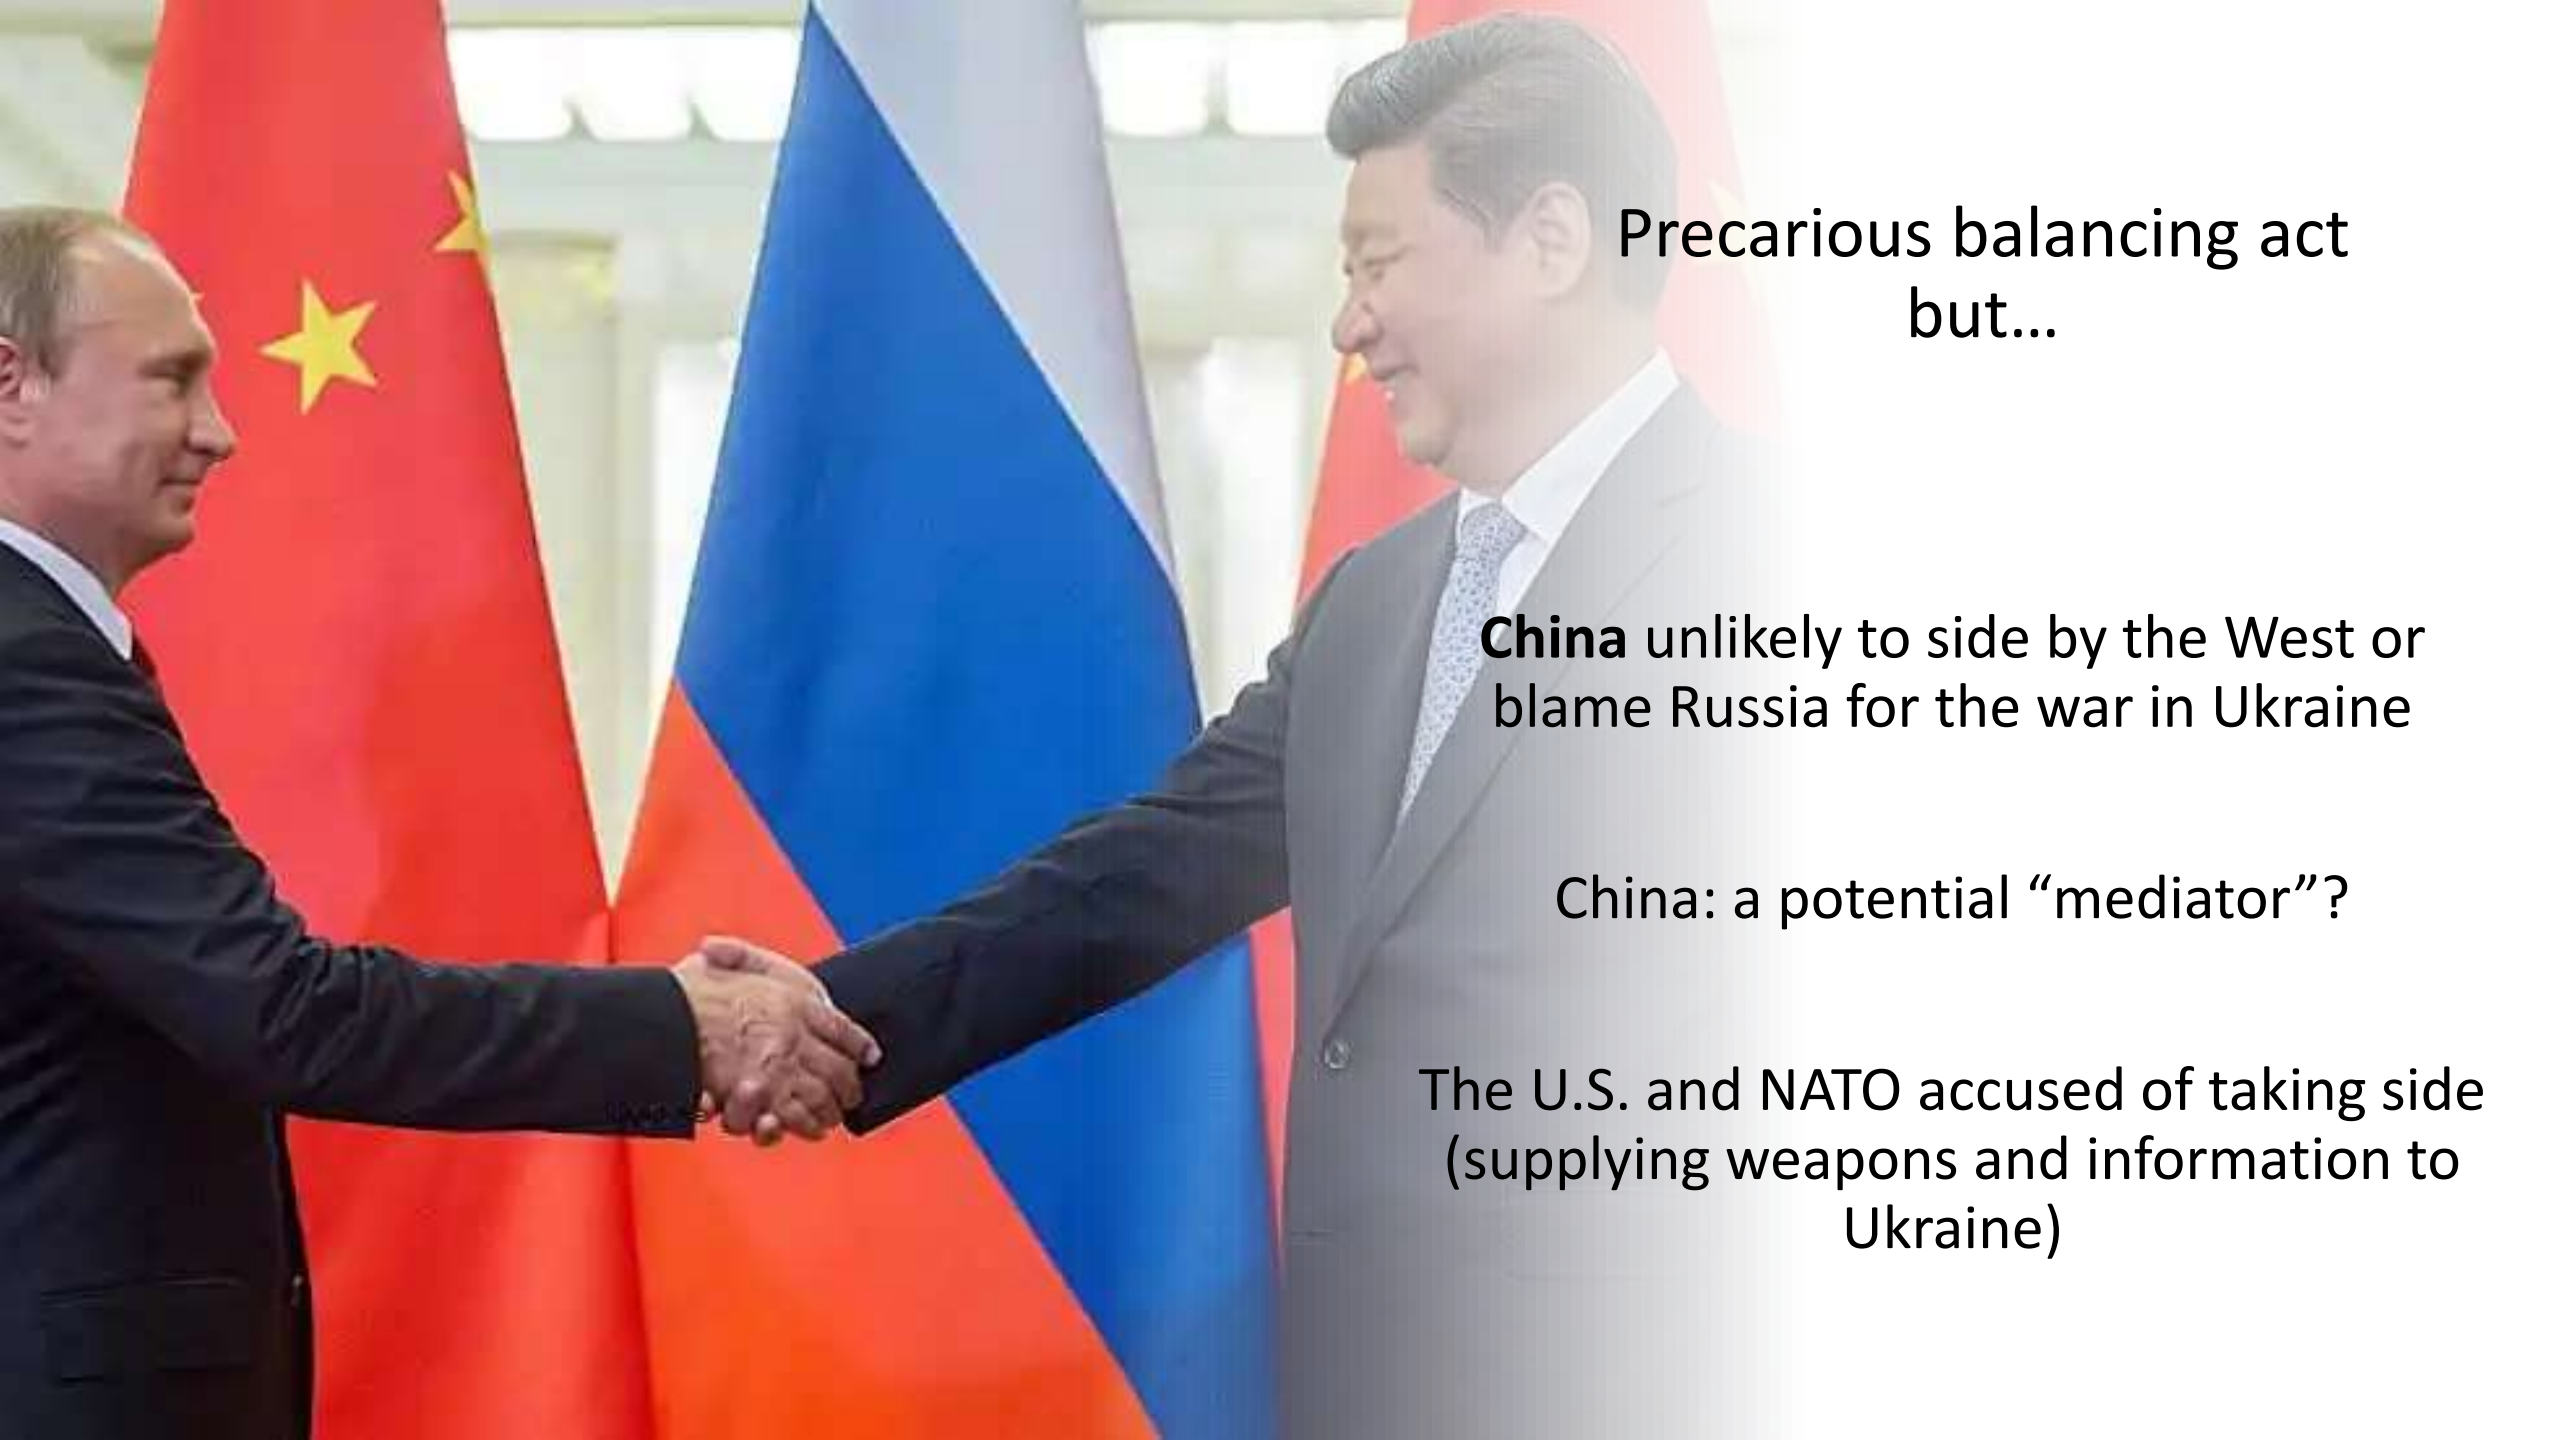 Precarious balancing act
but…
China unlikely to side by the West or
blame Russia for the war in Ukraine
China: a potential “mediator”?
The U.S. and NATO accused of taking side
(supplying weapons and information to
Ukraine)